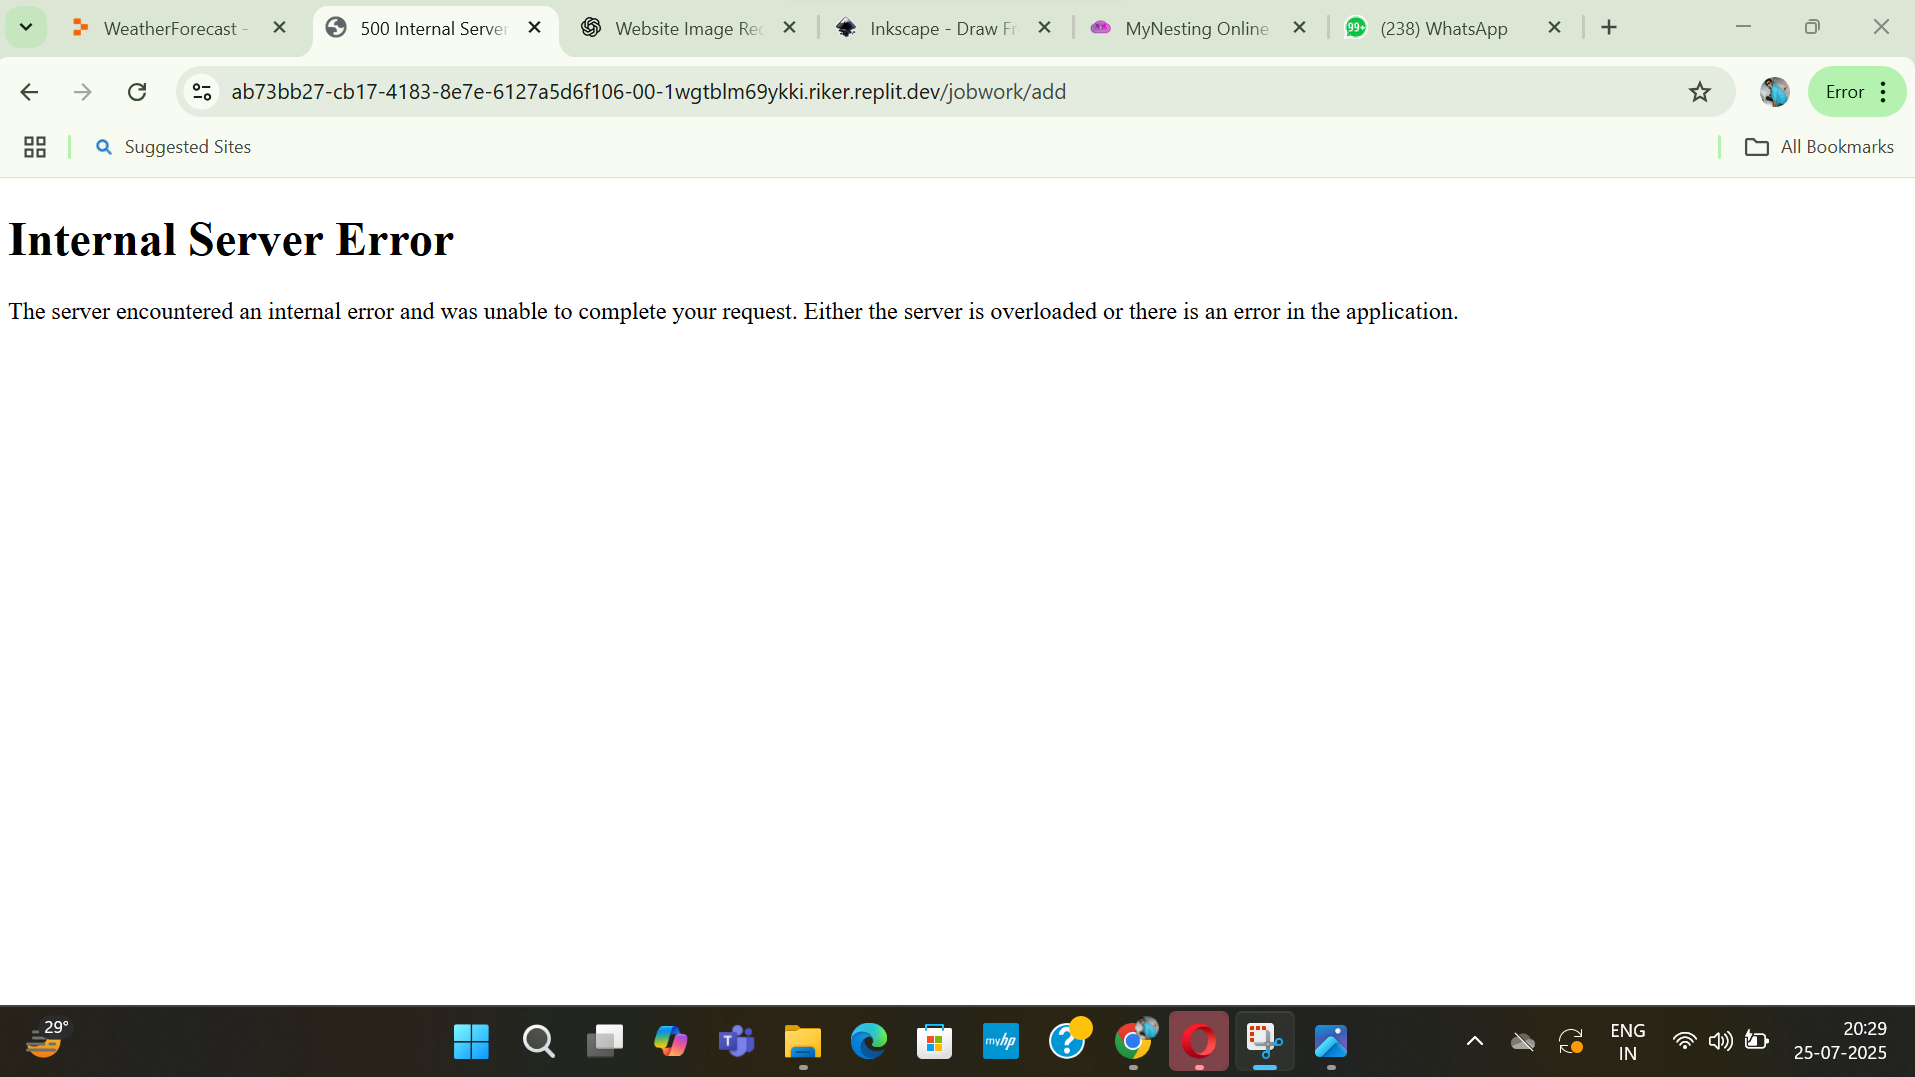 WeatherForecast -
500 Internal Server
Website Image Rec
Inkscape - Draw Fr
MyNesting Online
99+
(238) WhatsApp
ab73bb27-cb17-4183-8e7e-6127a5d6f106-00-1wgtblm69ykki.riker.replit.dev/jobwork/add
Error
Suggested Sites
All Bookmarks
Internal Server Error
The server encountered an internal error and was unable to complete your request. Either the server is overloaded or there is an error in the application.
29°
myhp
ENG
IN
20:29
25-07-2025